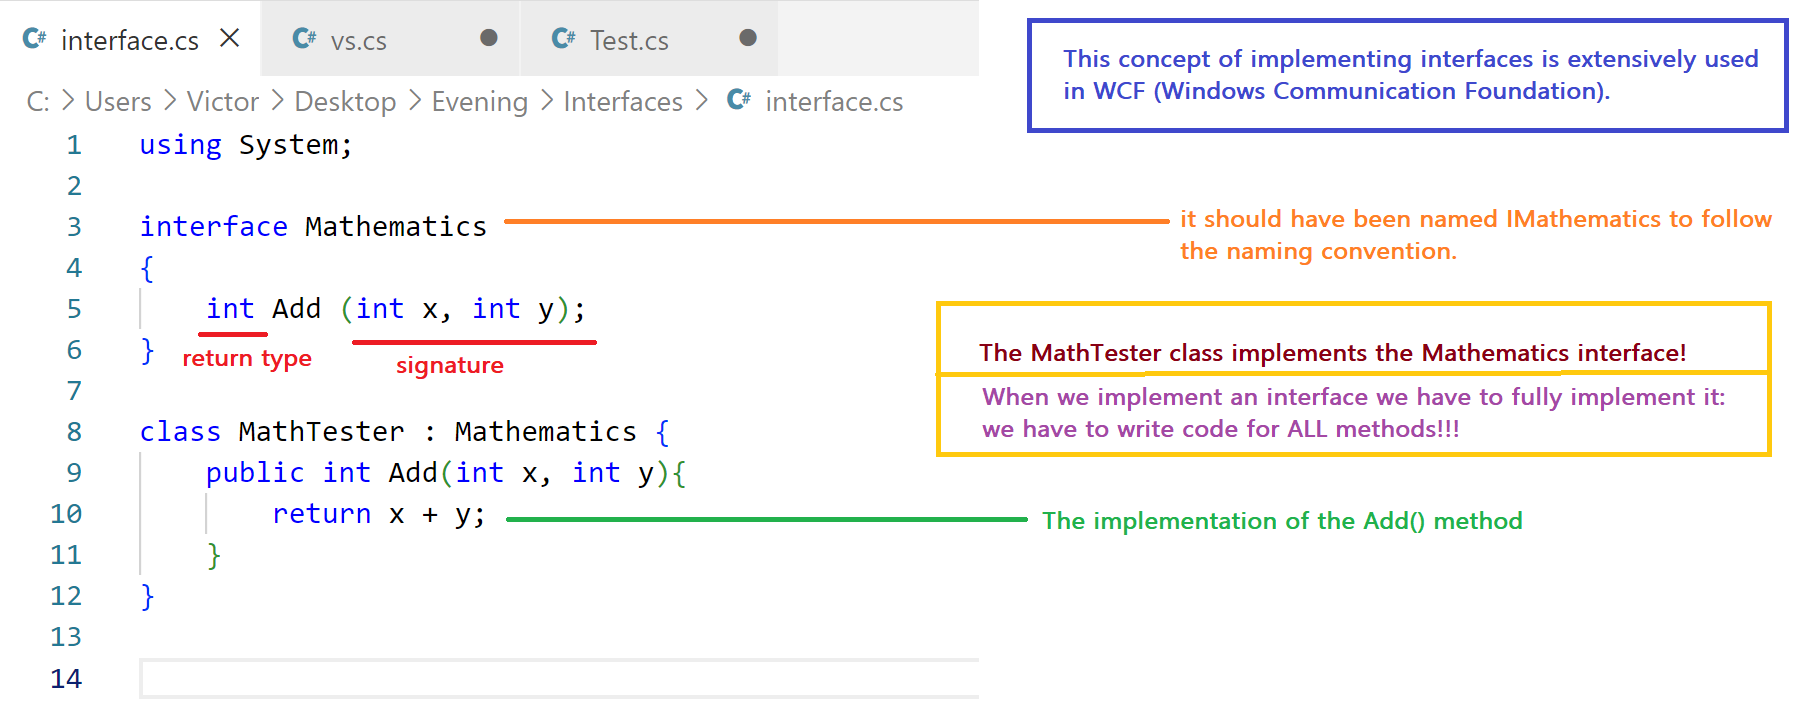 interface.cs vs.cs Test.cs
C: > Users > Victor > Desktop > Evening > Interfaces > interface.cs
This concept of implementing interfaces is extensively used
in WCF (Windows Communication Foundation).
1 using System;
2
3 interface Mathematics
it should have been named IMathematics to follow
the naming convention.
4 {
5 int Add (int x, int y);
return type signature
6 }
The MathTester class implements the Mathematics interface!
When we implement an interface we have to fully implement it:
we have to write code for ALL methods!!!
7
8 class MathTester : Mathematics {
9 public int Add(int x, int y){
10 return x + y;
The implementation of the Add() method
11 }
12 }
13
14